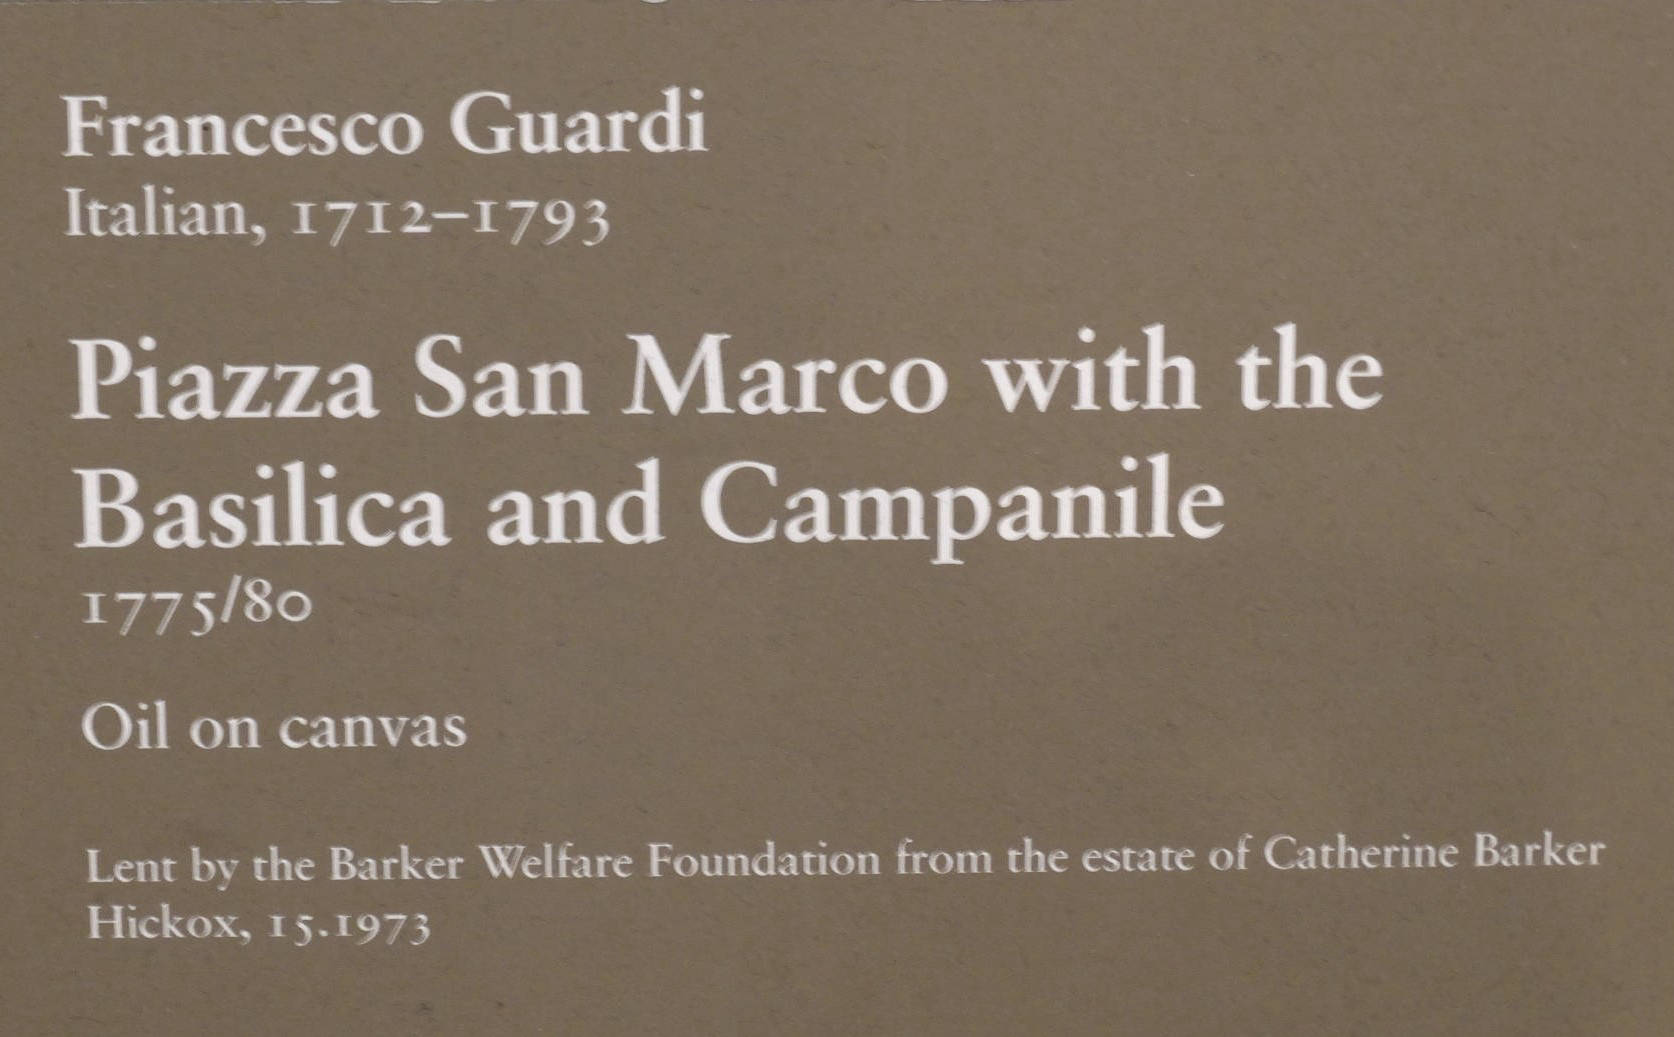 Francesco Guardi
Italian, 1712–1793
Piazza San Marco with the
Basilica and Campanile
1775/80
Oil on canvas
Lent by the Barker Welfare Foundation from the estate of Catherine Barker
Hickox, 15.1973